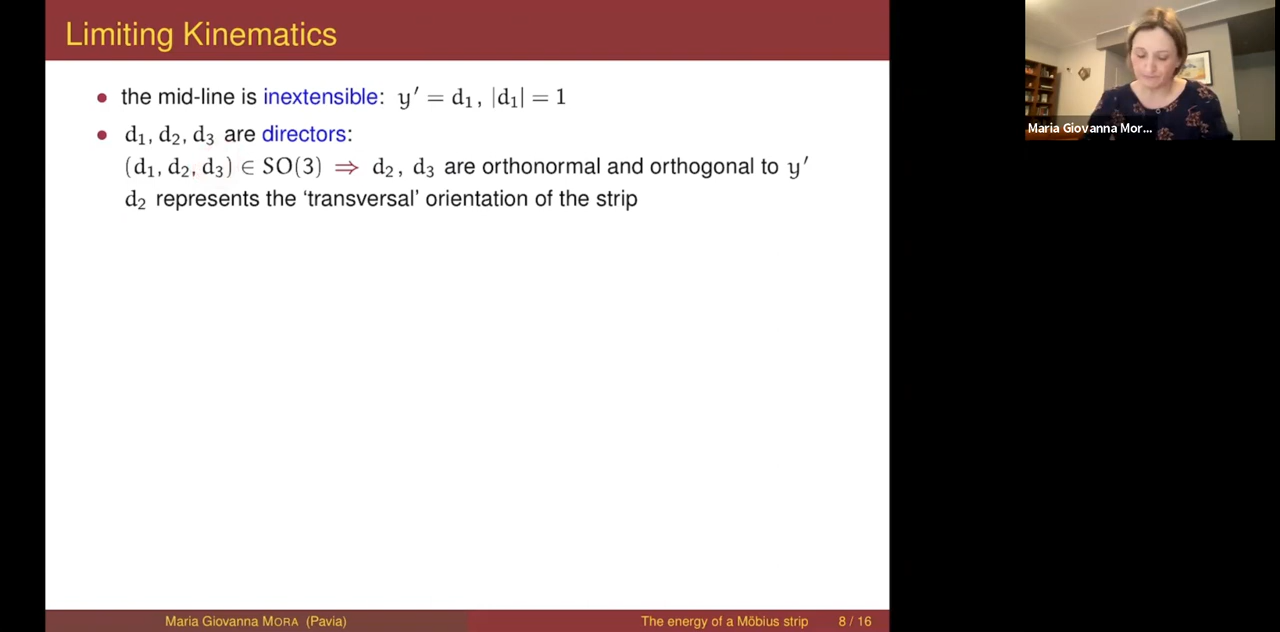 Limiting Kinematics
• the mid-line is inextensible: y′ = d₁, |d₁| = 1
• d₁, d₂, d₃ are directors:
(d₁, d₂, d₃) ∈ SO(3) ⇒ d₂, d₃ are orthonormal and orthogonal to y′
d₂ represents the ‘transversal’ orientation of the strip
Maria Giovanna MORA (Pavia) The energy of a Möbius strip 8 / 16
Maria Giovanna Mor...